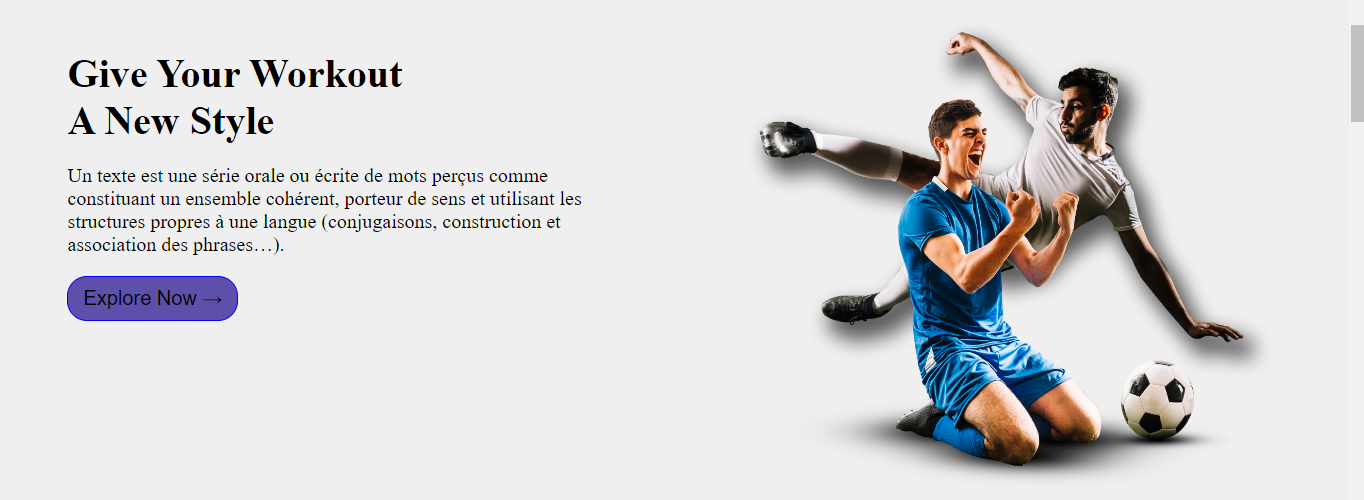 Give Your Workout
A New Style
Un texte est une série orale ou écrite de mots perçus comme
constituant un ensemble cohérent, porteur de sens et utilisant les
structures propres à une langue (conjugaisons, construction et
association des phrases…).
Explore Now →